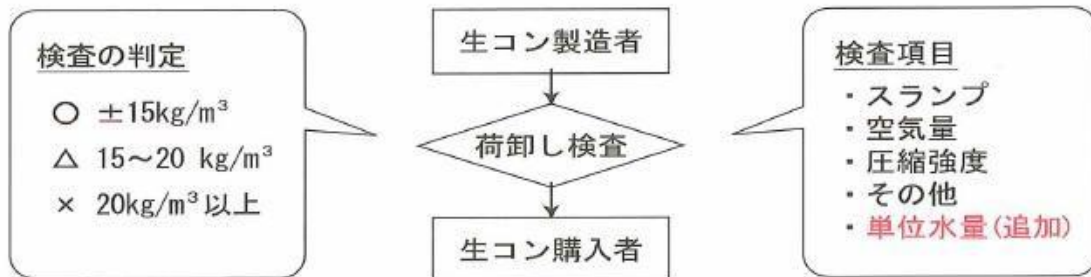 検査の判定
○ ±15kg/m³
△ 15～20 kg/m³
× 20kg/m³以上
生コン製造者
荷卸し検査
生コン購入者
検査項目
・スランプ
・空気量
・圧縮強度
・その他
・単位水量(追加)